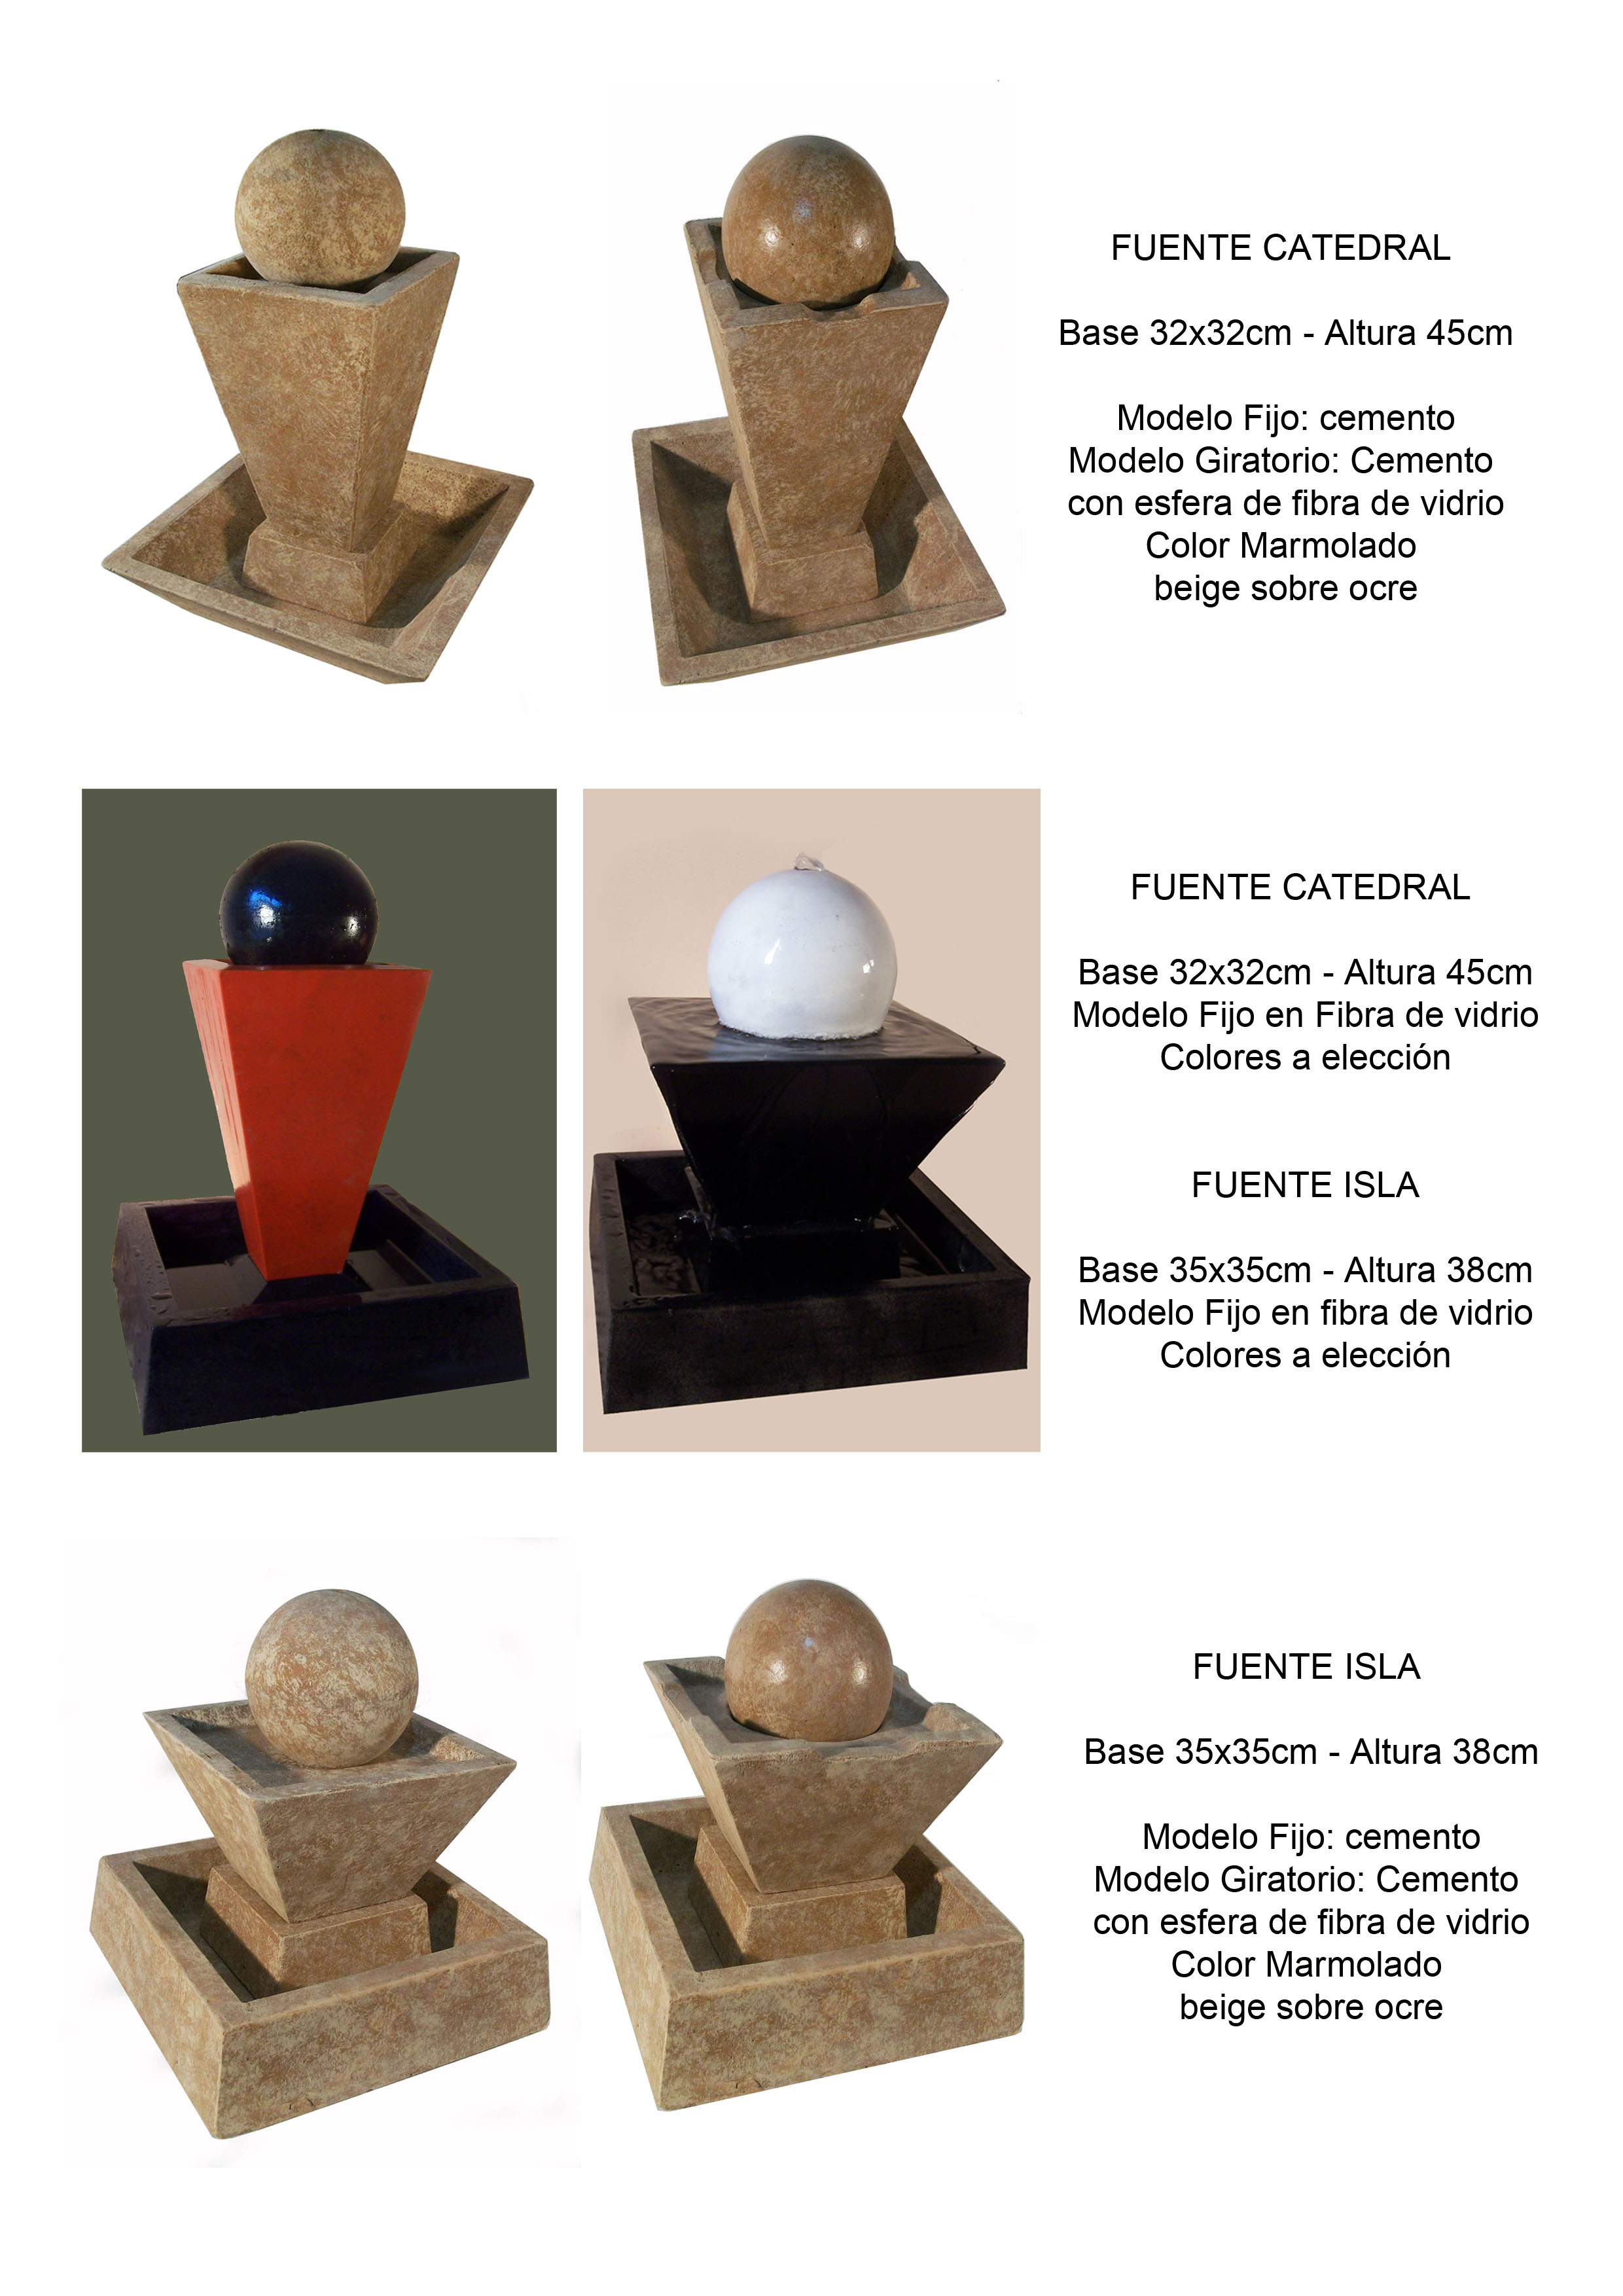 FUENTE CATEDRAL
Base 32x32cm - Altura 45cm
Modelo Fijo: cemento
Modelo Giratorio: Cemento
con esfera de fibra de vidrio
Color Marmolado
beige sobre ocre
FUENTE CATEDRAL
Base 32x32cm - Altura 45cm
Modelo Fijo en Fibra de vidrio
Colores a elección
FUENTE ISLA
Base 35x35cm - Altura 38cm
Modelo Fijo en fibra de vidrio
Colores a elección
FUENTE ISLA
Base 35x35cm - Altura 38cm
Modelo Fijo: cemento
Modelo Giratorio: Cemento
con esfera de fibra de vidrio
Color Marmolado
beige sobre ocre